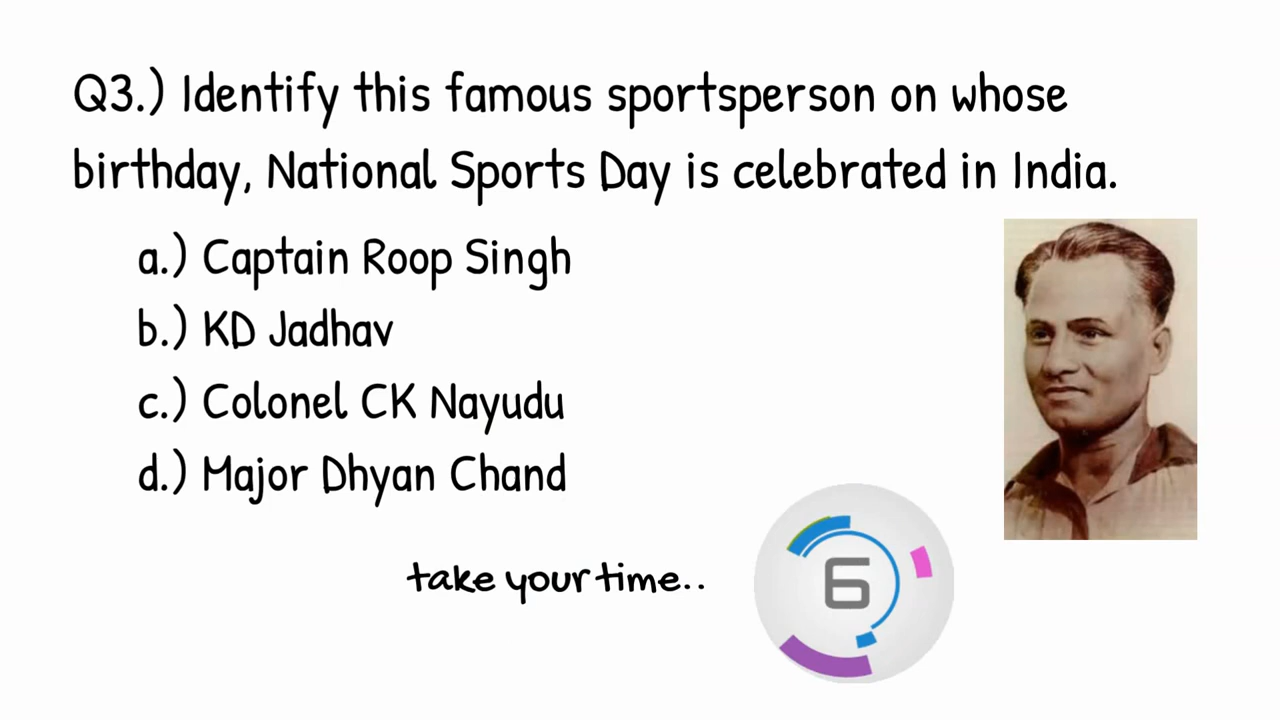 Q3.) Identify this famous sportsperson on whose
birthday, National Sports Day is celebrated in India.
a.) Captain Roop Singh
b.) KD Jadhav
c.) Colonel CK Nayudu
d.) Major Dhyan Chand
take your time..
6